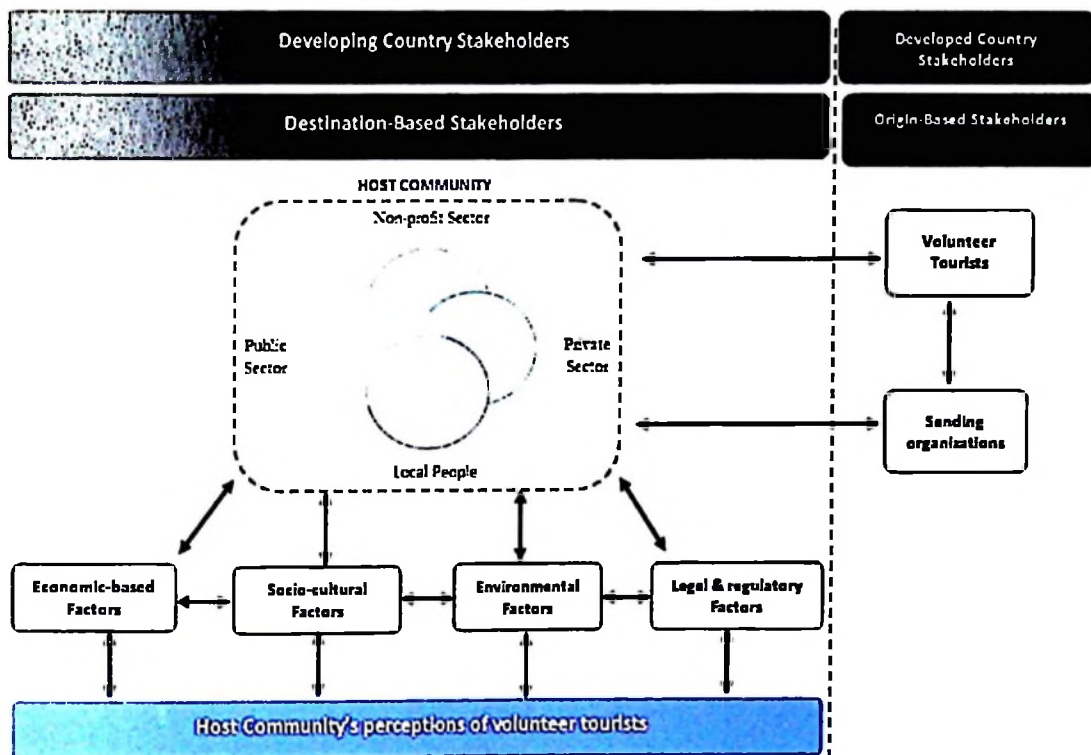 Developing Country Stakeholders
Developed Country
Stakeholders
Destination-Based Stakeholders
Origin-Based Stakeholders
HOST COMMUNITY
Non-profit Sector
Public
Sector
Private
Sector
Local People
Volunteer
Tourists
Sending
organizations
Economic-based
Factors
Socio-cultural
Factors
Environmental
Factors
Legal & regulatory
Factors
Host Community's perceptions of volunteer tourists